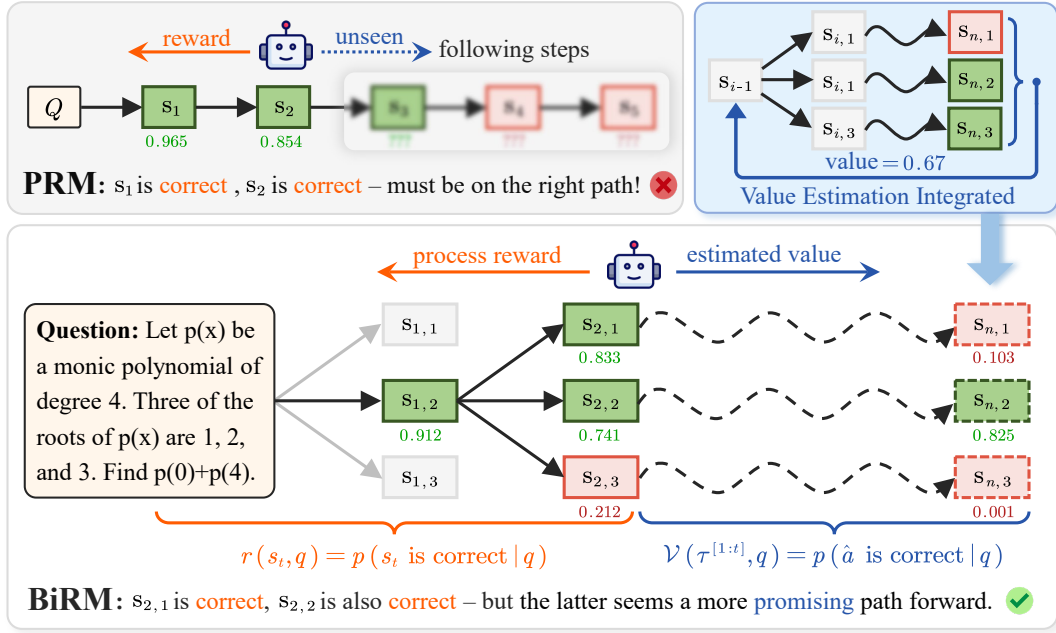 reward
unseen
following steps
Q
s1
s2
s3
s4
s5
0.965
0.854
???
???
???
PRM: s1 is correct , s2 is correct – must be on the right path!
si-1
si,1
sn,1
si,1
sn,2
si,3
sn,3
value = 0.67
Value Estimation Integrated
process reward
estimated value
Question: Let p(x) be
a monic polynomial of
degree 4. Three of the
roots of p(x) are 1, 2,
and 3. Find p(0)+p(4).
s1,1
s2,1
sn,1
0.833
0.103
s1,2
s2,2
sn,2
0.912
0.741
0.825
s1,3
s2,3
sn,3
0.212
0.001
r(st,q) = p(st is correct | q)
𝒱(τ[1:t],q) = p(â is correct | q)
BiRM: s2,1 is correct, s2,2 is also correct – but the latter seems a more promising path forward.